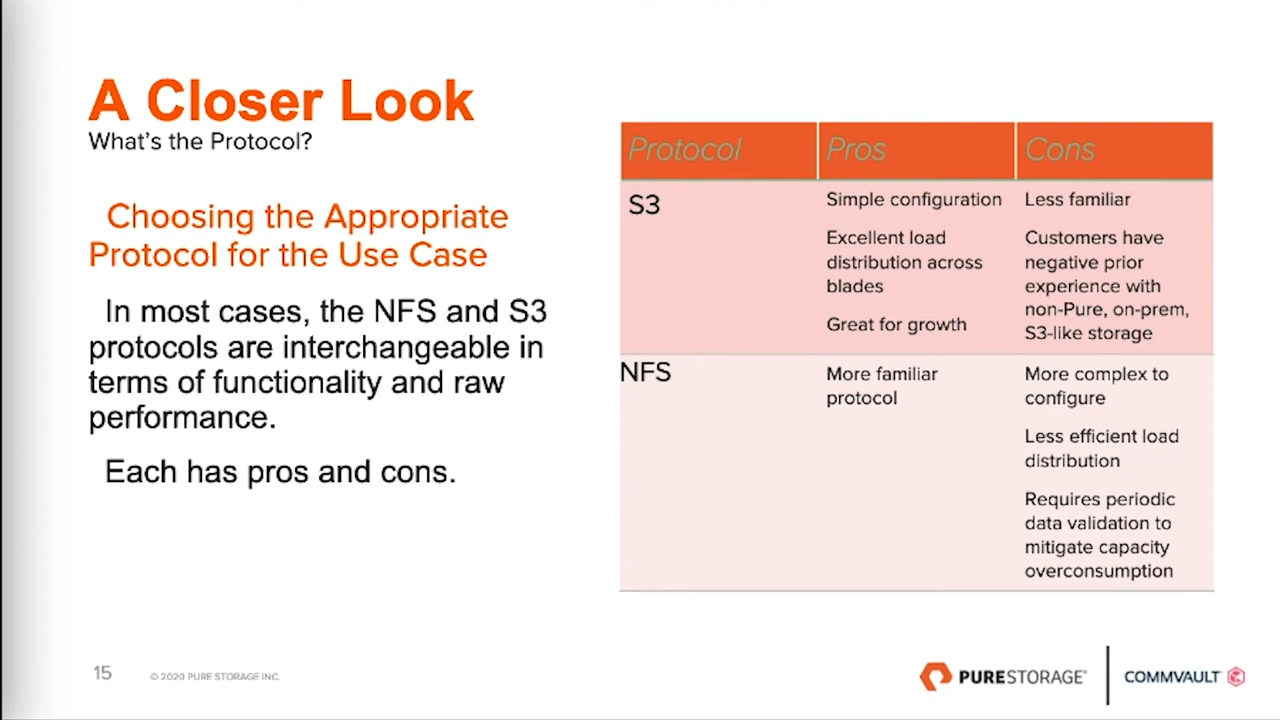 A Closer Look
What's the Protocol?
Choosing the Appropriate
Protocol for the Use Case
In most cases, the NFS and S3
protocols are interchangeable in
terms of functionality and raw
performance.
Each has pros and cons.
Protocol
Pros
Cons
S3
Simple configuration
Excellent load
distribution across
blades
Great for growth
Less familiar
Customers have
negative prior
experience with
non-Pure, on-prem,
S3-like storage
NFS
More familiar
protocol
More complex to
configure
Less efficient load
distribution
Requires periodic
data validation to
mitigate capacity
overconsumption
15
© 2020 PURE STORAGE INC.
PURESTORAGE®
COMMVAULT